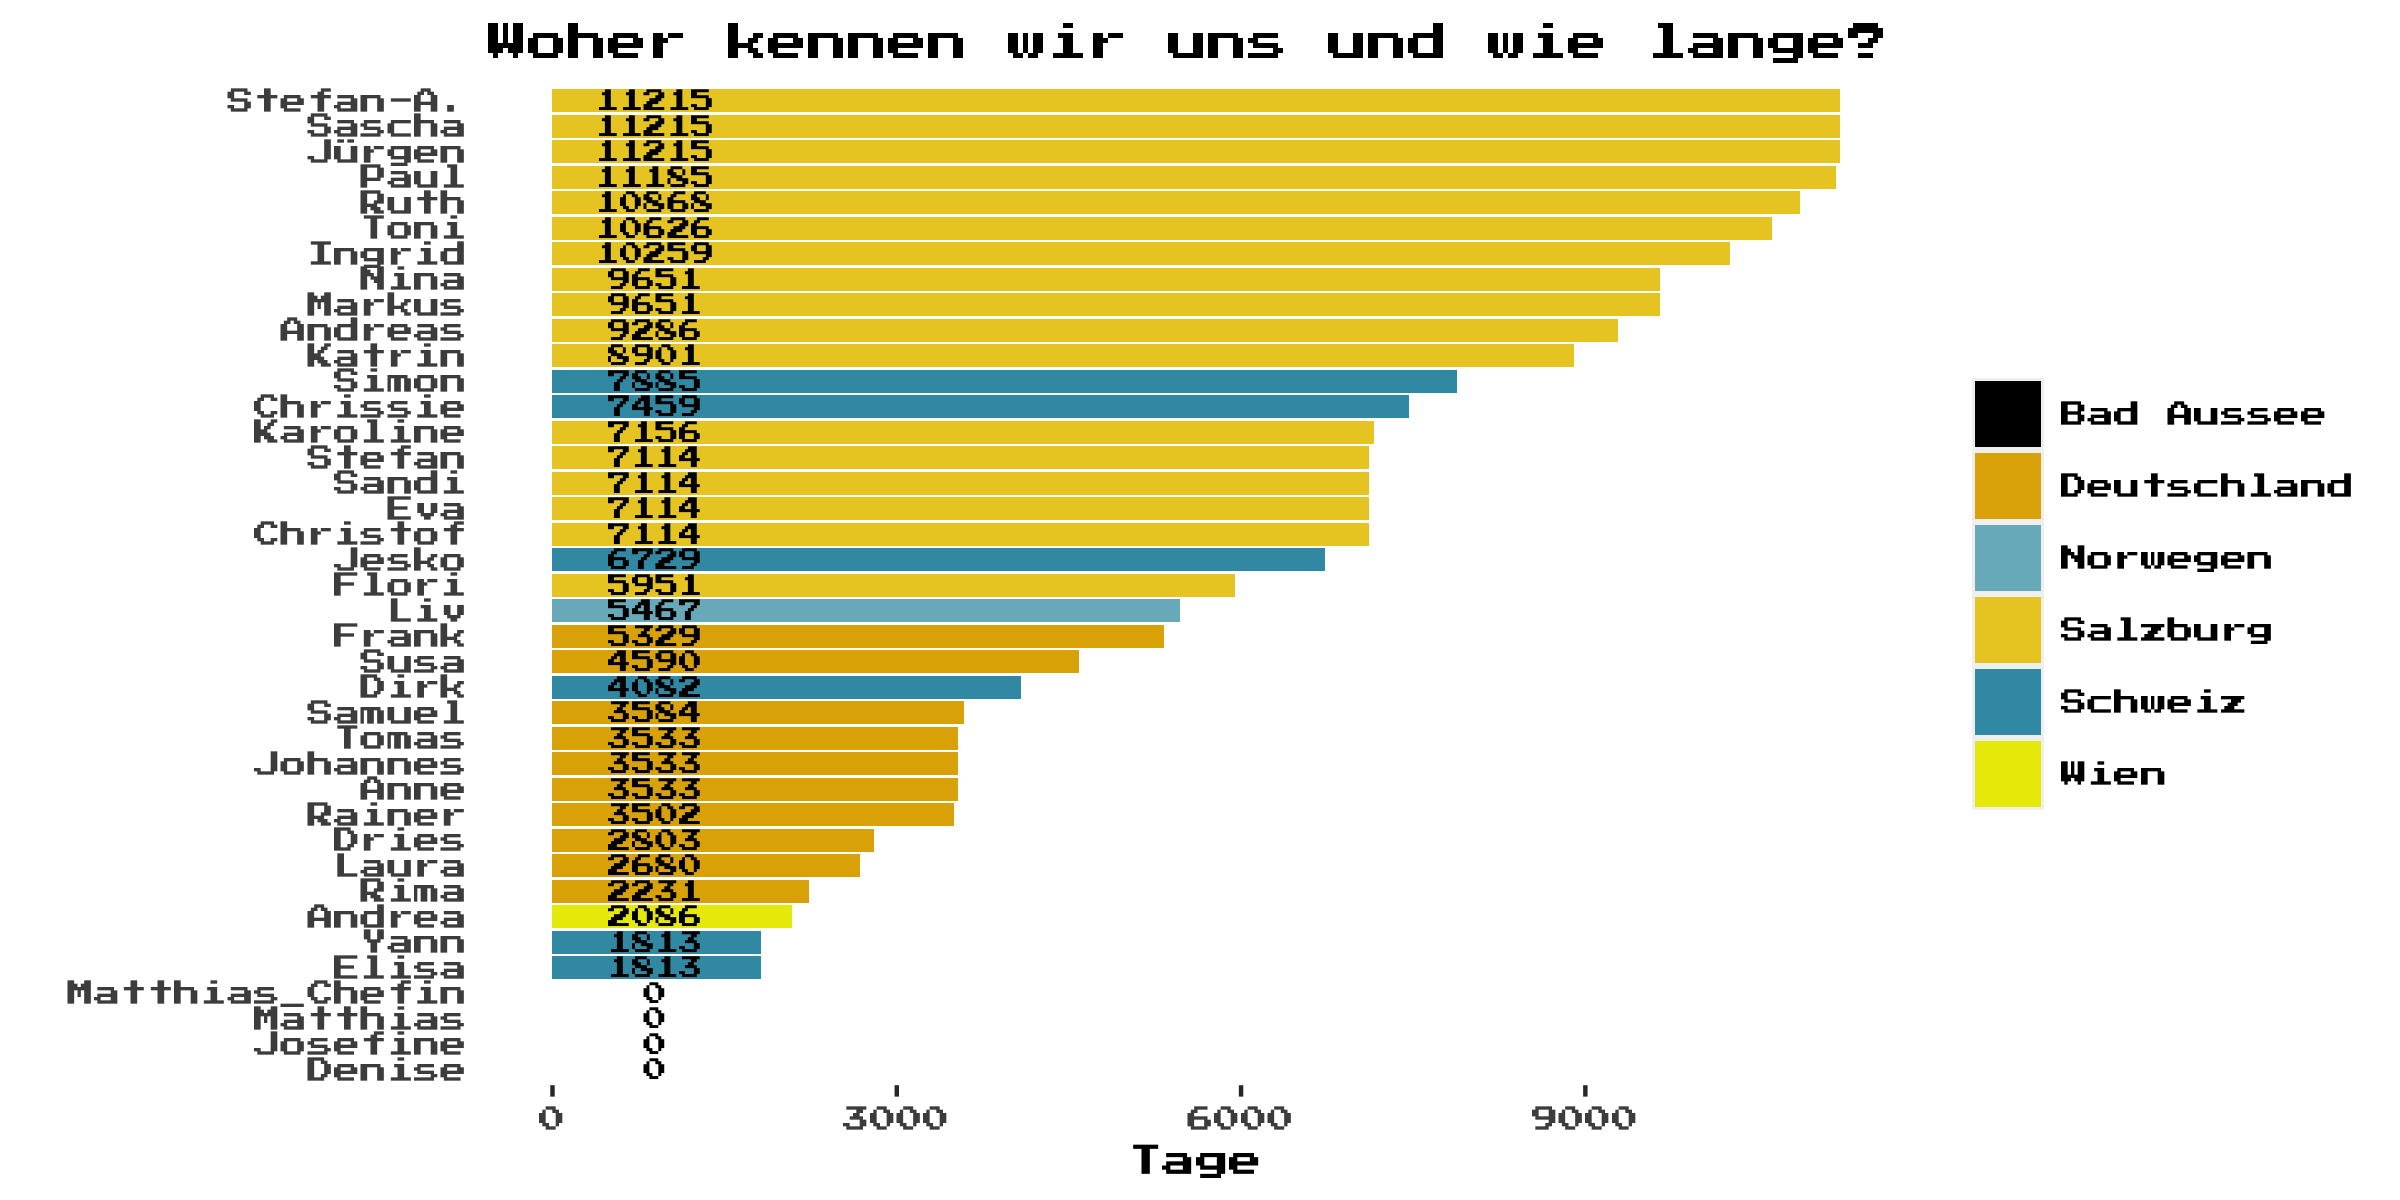 Woher kennen wir uns und wie lange?
Stefan-A. 11215
Sascha 11215
Jürgen 11215
Paul 11185
Ruth 10868
Toni 10626
Ingrid 10259
Nina 9651
Markus 9651
Andreas 9286
Katrin 8901
Simon 7885
Chrissie 7459
Karoline 7156
Stefan 7114
Sandi 7114
Eva 7114
Christof 7114
Jesko 6729
Flori 5951
Liv 5467
Frank 5329
Susa 4590
Dirk 4082
Samuel 3584
Tomas 3533
Johannes 3533
Anne 3533
Rainer 3502
Dries 2803
Laura 2680
Rima 2231
Andrea 2086
Yann 1813
Elisa 1813
Matthias_Chefin 0
Matthias 0
Josefine 0
Denise 0
0 3000 6000 9000
Tage
Bad Aussee
Deutschland
Norwegen
Salzburg
Schweiz
Wien